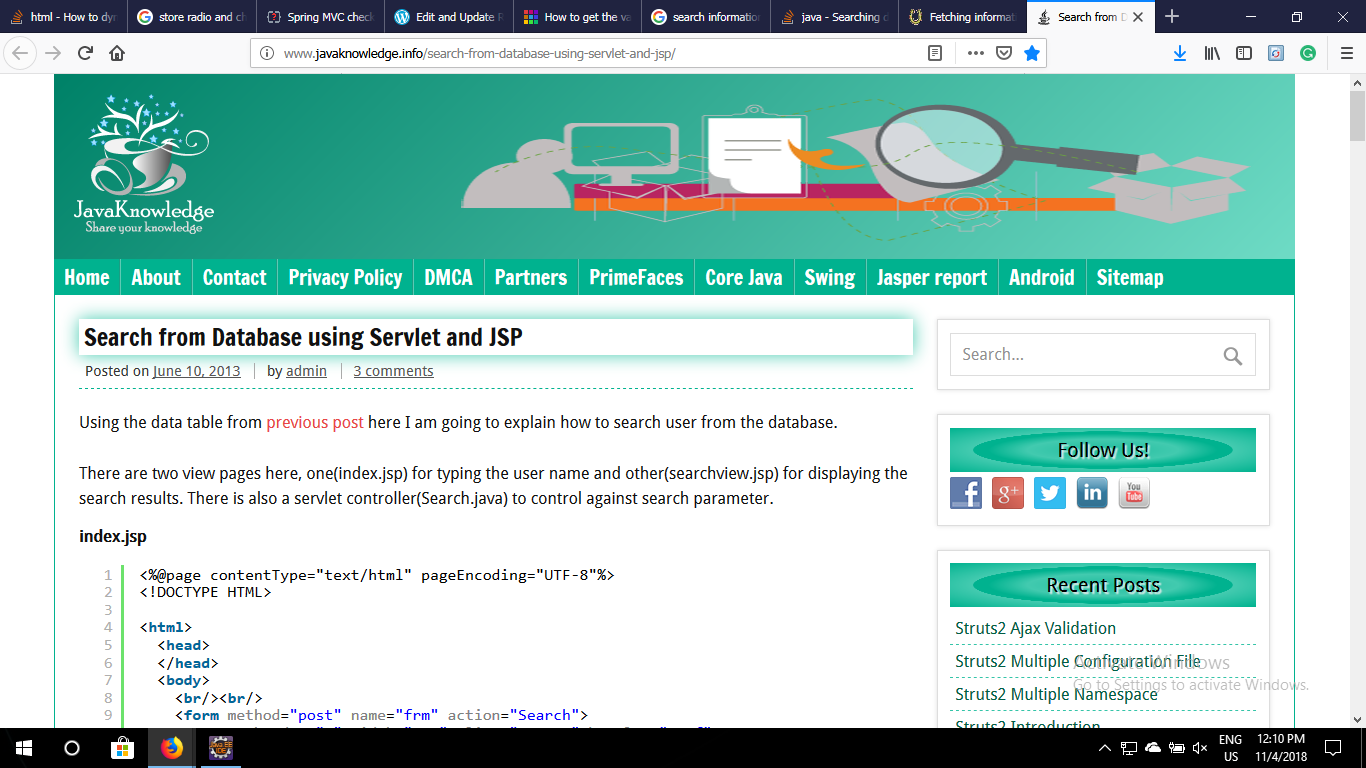 html - How to dyn
store radio and ch
Spring MVC check
Edit and Update R
How to get the va
search information
java - Searching d
Fetching informat
Search from D
www.javaknowledge.info/search-from-database-using-servlet-and-jsp/
JavaKnowledge
Share your knowledge
Home About Contact Privacy Policy DMCA Partners PrimeFaces Core Java Swing Jasper report Android Sitemap
Search from Database using Servlet and JSP
Posted on June 10, 2013 by admin 3 comments
Using the data table from previous post here I am going to explain how to search user from the database.
There are two view pages here, one(index.jsp) for typing the user name and other(searchview.jsp) for displaying the
search results. There is also a servlet controller(Search.java) to control against search parameter.
index.jsp
1 <%@page contentType="text/html" pageEncoding="UTF-8"%>
2 <!DOCTYPE HTML>
3
4 <html>
5 <head>
6 </head>
7 <body>
8 <br/><br/>
9 <form method="post" name="frm" action="Search">
Search...
Follow Us!
You
Tube
Recent Posts
Struts2 Ajax Validation
Struts2 Multiple Configuration File
Struts2 Multiple Namespace
Struts2 Introduction
Activate Windows
Go to Settings to activate Windows.
JAVA EE
IDE
ENG
US
12:10 PM
11/4/2018